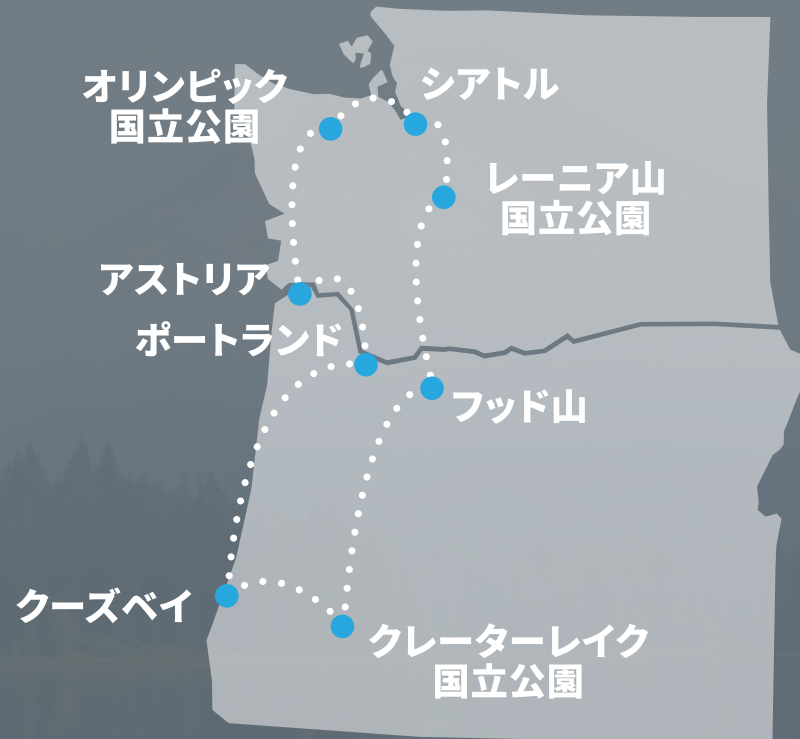 オリンピック
国立公園
シアトル
レーニア山
国立公園
アストリア
ポートランド
フッド山
クーズベイ
クレーターレイク
国立公園